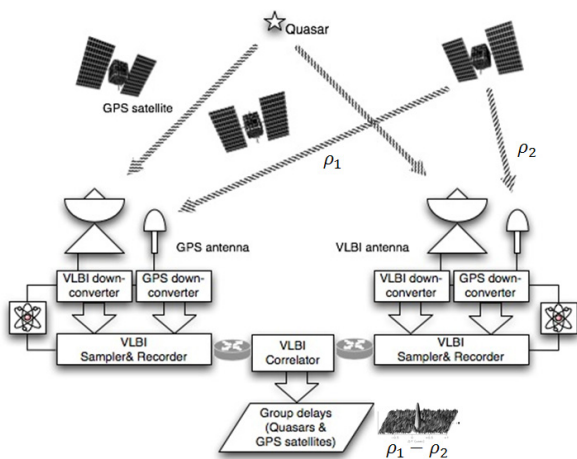 Quasar
GPS satellite
ρ1
ρ2
GPS antenna
VLBI antenna
VLBI down-
converter
GPS down-
converter
VLBI down-
converter
GPS down-
converter
VLBI
Sampler& Recorder
VLBI
Correlator
VLBI
Sampler& Recorder
Group delays
(Quasars &
GPS satellites)
ρ1 − ρ2